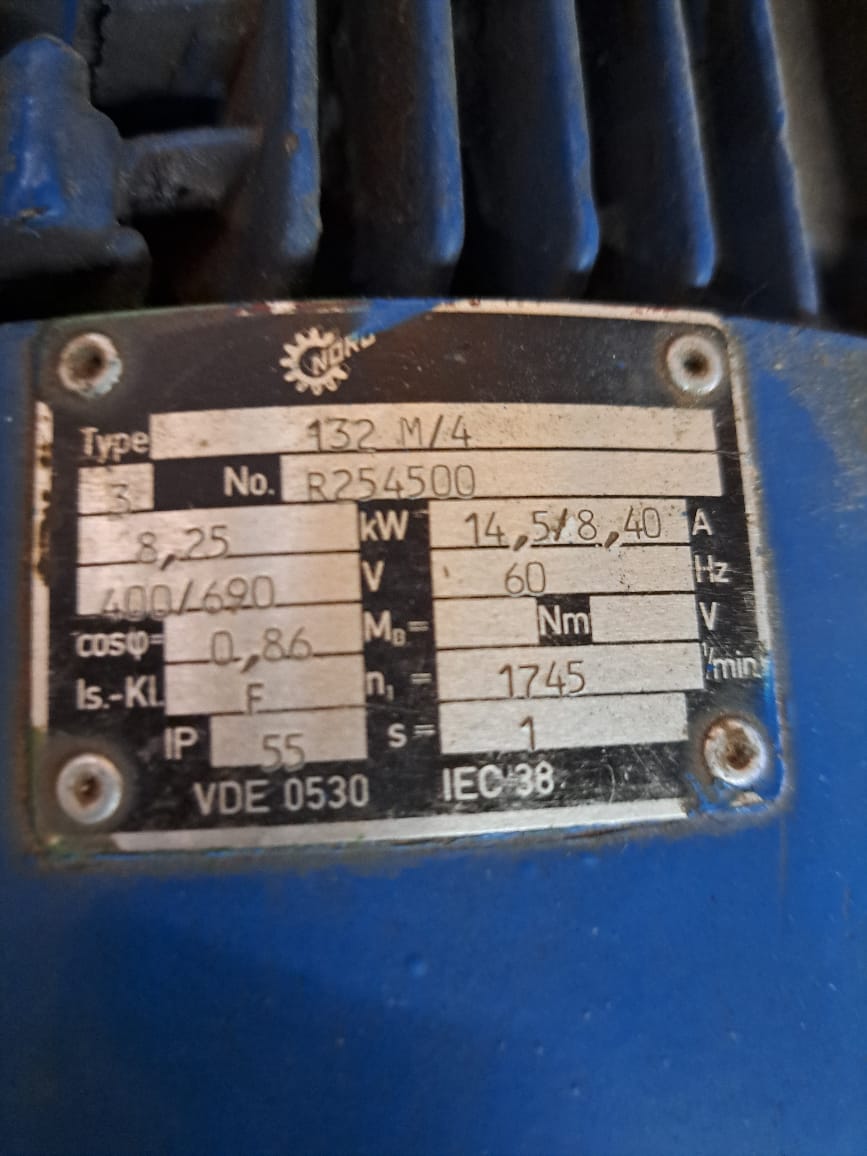 NORD
Type 132 M/4
3 No. R254500
8,25 kW 14,5/8,40 A
400/690 V 60 Hz
cosφ= 0,86 MB= Nm V
Is.-Kl. F n1 = 1745 1/min
IP 55 s= 1
VDE 0530 IEC 38